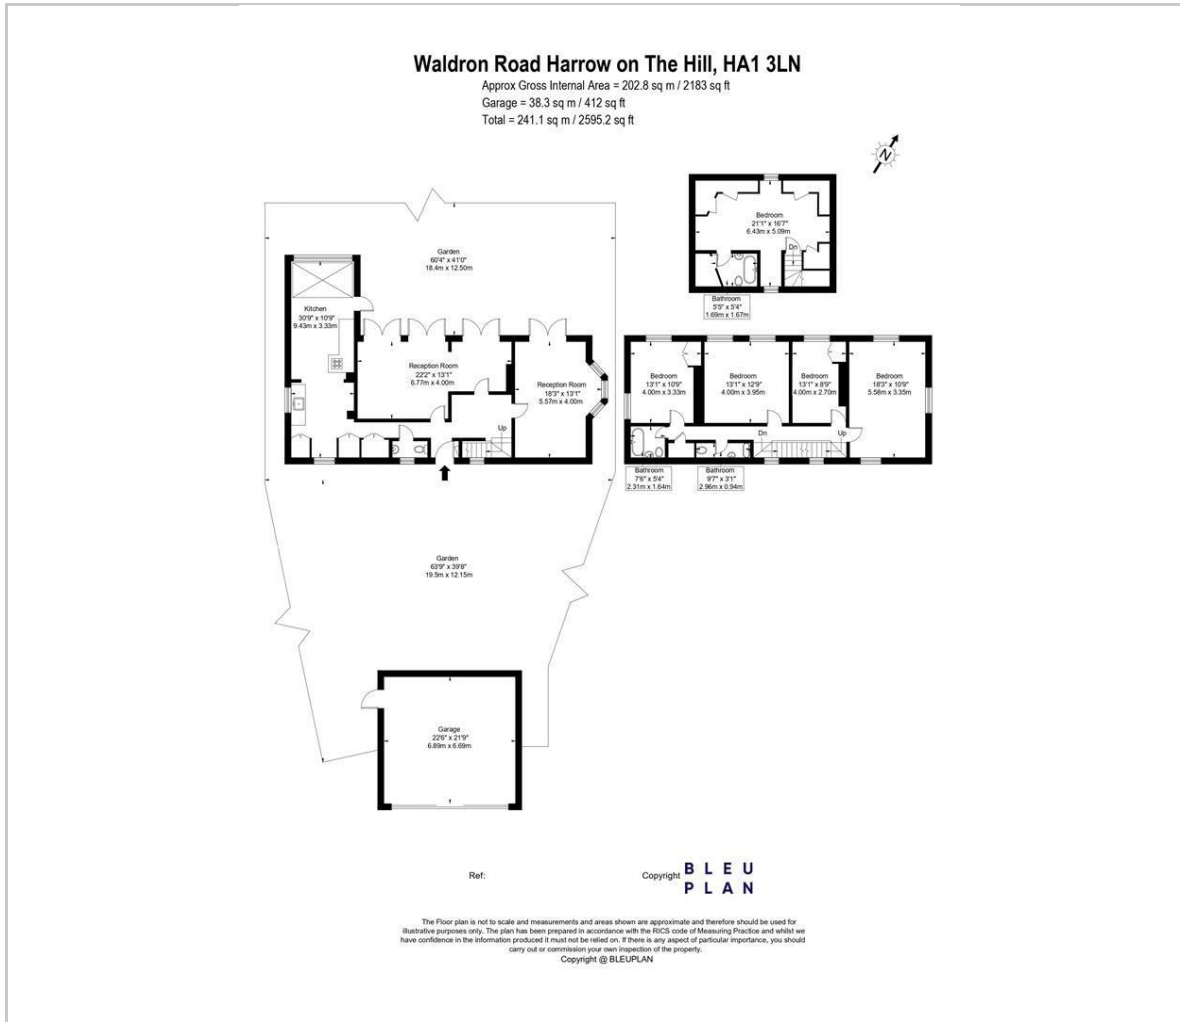 Waldron Road Harrow on The Hill, HA1 3LN
Approx Gross Internal Area = 202.8 sq m / 2183 sq ft
Garage = 38.3 sq m / 412 sq ft
Total = 241.1 sq m / 2595.2 sq ft
N
Bedroom
21'1" x 16'7"
6.43m x 5.09m
Dn
Bathroom
5'5" x 5'4"
1.69m x 1.67m
Garden
60'4" x 41'0"
18.4m x 12.50m
Kitchen
30'9" x 10'9"
9.43m x 3.33m
Reception Room
22'2" x 13'1"
6.77m x 4.00m
Reception Room
18'3" x 13'1"
5.57m x 4.00m
Up
Bedroom
13'1" x 10'9"
4.00m x 3.33m
Bedroom
13'1" x 12'9"
4.00m x 3.95m
Bedroom
13'1" x 8'9"
4.00m x 2.70m
Bedroom
18'3" x 10'9"
5.58m x 3.35m
Dn
Up
Bathroom
7'6" x 5'4"
2.31m x 1.64m
Bathroom
9'7" x 3'1"
2.96m x 0.94m
Garden
63'9" x 39'8"
19.5m x 12.15m
Garage
22'6" x 21'9"
6.89m x 6.69m
Ref:
Copyright
BLEU
PLAN
The Floor plan is not to scale and measurements and areas shown are approximate and therefore should be used for
illustrative purposes only. The plan has been prepared in accordance with the RICS code of Measuring Practice and whilst we
have confidence in the information produced it must not be relied on. If there is any aspect of particular importance, you should
carry out or commission your own inspection of the property.
Copyright @ BLEUPLAN